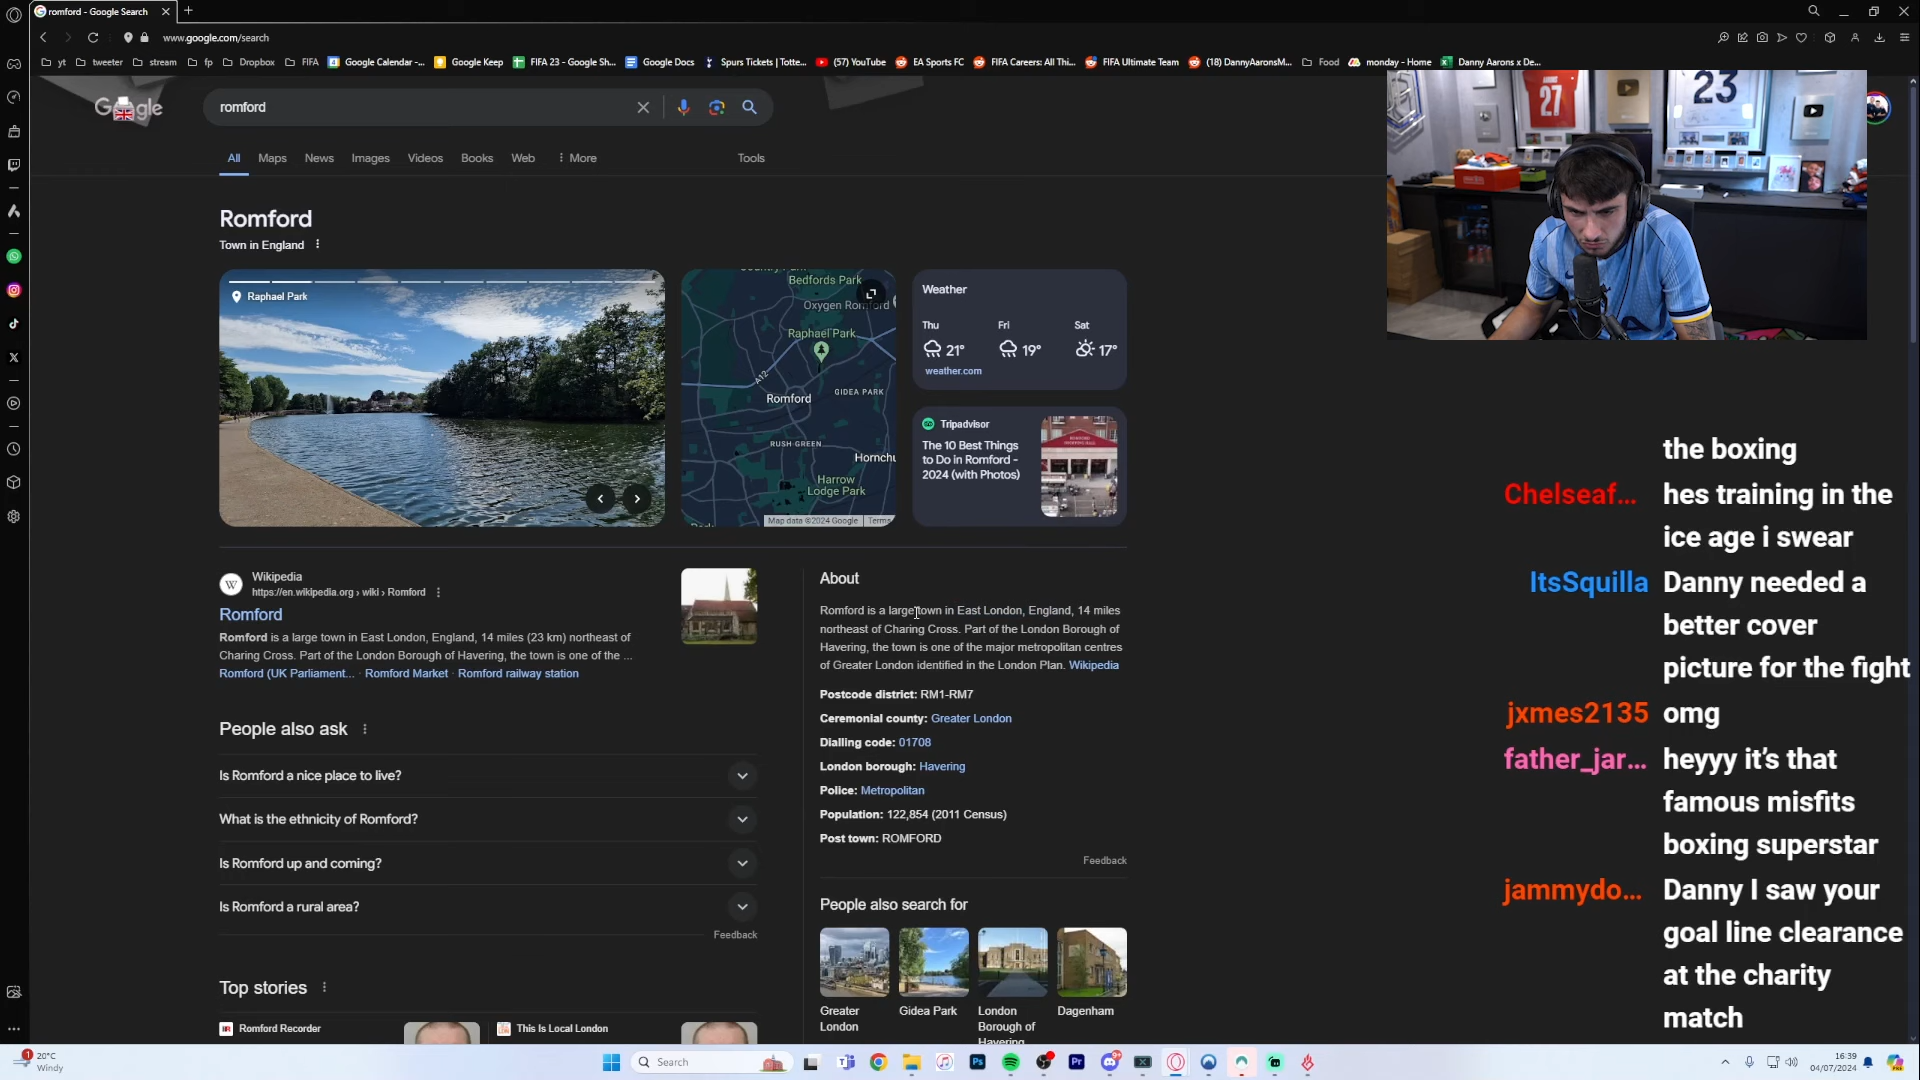 romford - Google Search
www.google.com/search
yt
tweeter
stream
fp
Dropbox
FIFA
Google Calendar -...
Google Keep
FIFA 23 - Google Sh...
Google Docs
Spurs Tickets | Totte...
(57) YouTube
EA Sports FC
FIFA Careers: All Thi...
FIFA Ultimate Team
(18) DannyAaronsM...
Food
monday - Home
Danny Aarons x De...
romford
All
Maps
News
Images
Videos
Books
Web
More
Tools
Romford
Town in England
Raphael Park
Bedfords Park
Oxygen Romford
Raphael Park
A12
GIDEA PARK
Romford
RUSH GREEN
Hornchu
Harrow
Lodge Park
Map data ©2024 Google
Terms
Weather
Thu
Fri
Sat
21°
19°
17°
weather.com
Tripadvisor
The 10 Best Things
to Do in Romford -
2024 (with Photos)
23
27
Wikipedia
https://en.wikipedia.org › wiki › Romford
Romford
Romford is a large town in East London, England, 14 miles (23 km) northeast of
Charing Cross. Part of the London Borough of Havering, the town is one of the ...
Romford (UK Parliament... · Romford Market · Romford railway station
People also ask
Is Romford a nice place to live?
What is the ethnicity of Romford?
Is Romford up and coming?
Is Romford a rural area?
Feedback
Top stories
Romford Recorder
This Is Local London
About
Romford is a large town in East London, England, 14 miles
northeast of Charing Cross. Part of the London Borough of
Havering, the town is one of the major metropolitan centres
of Greater London identified in the London Plan. Wikipedia
Postcode district: RM1-RM7
Ceremonial county: Greater London
Dialling code: 01708
London borough: Havering
Police: Metropolitan
Population: 122,854 (2011 Census)
Post town: ROMFORD
Feedback
People also search for
Greater
London
Gidea Park
London
Borough of
Havering
Dagenham
the boxing
Chelseaf... hes training in the
ice age i swear
ItsSquilla Danny needed a
better cover
picture for the fight
jxmes2135 omg
father_jar... heyyy it's that
famous misfits
boxing superstar
jammydo... Danny I saw your
goal line clearance
at the charity
match
1
20°C
Windy
Search
16:39
04/07/2024